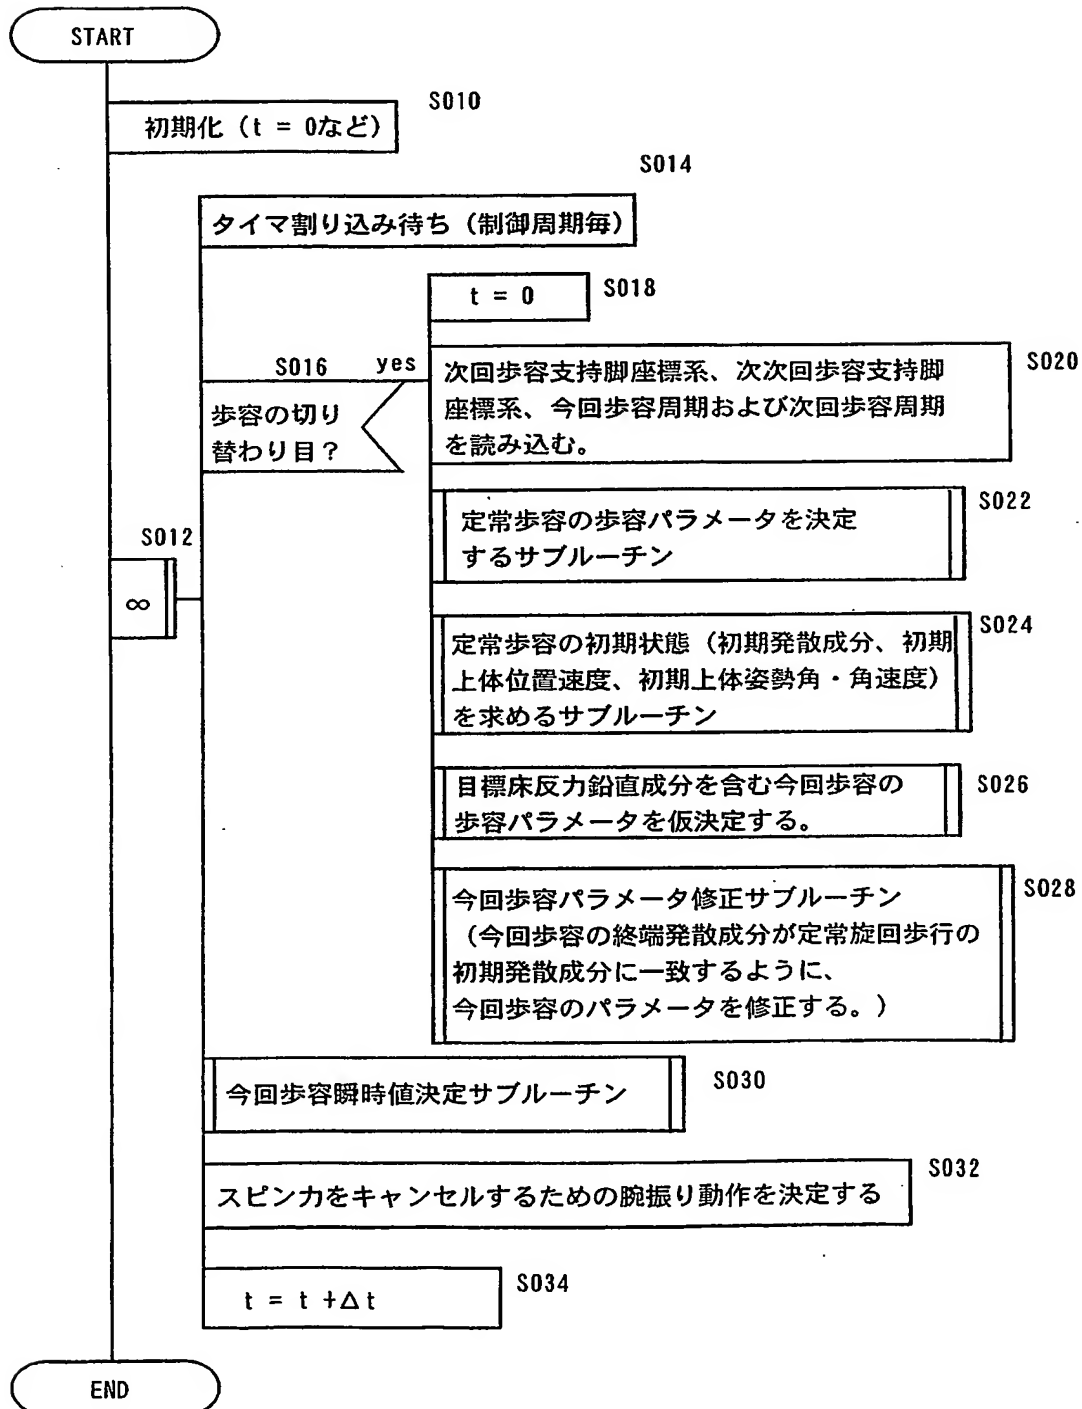 START
S010
初期化（t = 0など）
S014
タイマ割り込み待ち（制御周期毎）
t = 0
S018
S016
yes
歩容の切り
替わり目？
S020
次回歩容支持脚座標系、次次回歩容支持脚
座標系、今回歩容周期および次回歩容周期
を読み込む。
S022
定常歩容の歩容パラメータを決定
するサブルーチン
S012
∞
S024
定常歩容の初期状態（初期発散成分、初期
上体位置速度、初期上体姿勢角・角速度）
を求めるサブルーチン
S026
目標床反力鉛直成分を含む今回歩容の
歩容パラメータを仮決定する。
S028
今回歩容パラメータ修正サブルーチン
（今回歩容の終端発散成分が定常旋回歩行の
初期発散成分に一致するように、
今回歩容のパラメータを修正する。）
S030
今回歩容瞬時値決定サブルーチン
S032
スピン力をキャンセルするための腕振り動作を決定する
S034
t = t +Δt
END